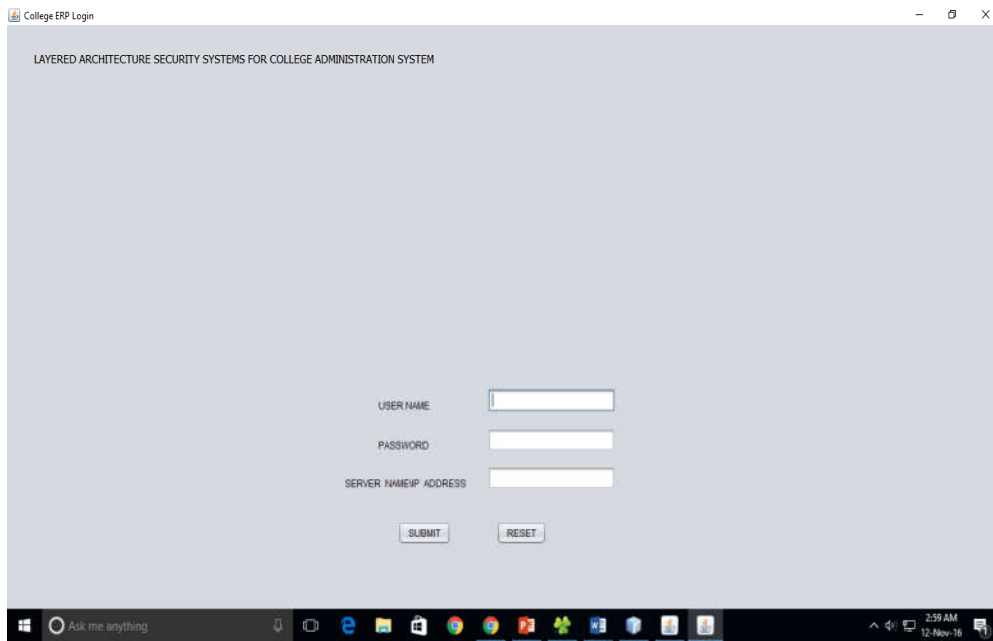 College ERP Login
LAYERED ARCHITECTURE SECURITY SYSTEMS FOR COLLEGE ADMINISTRATION SYSTEM
USER NAME
PASSWORD
SERVER NAME\IP ADDRESS
SUBMIT RESET
Ask me anything
2:59 AM
12-Nov-16